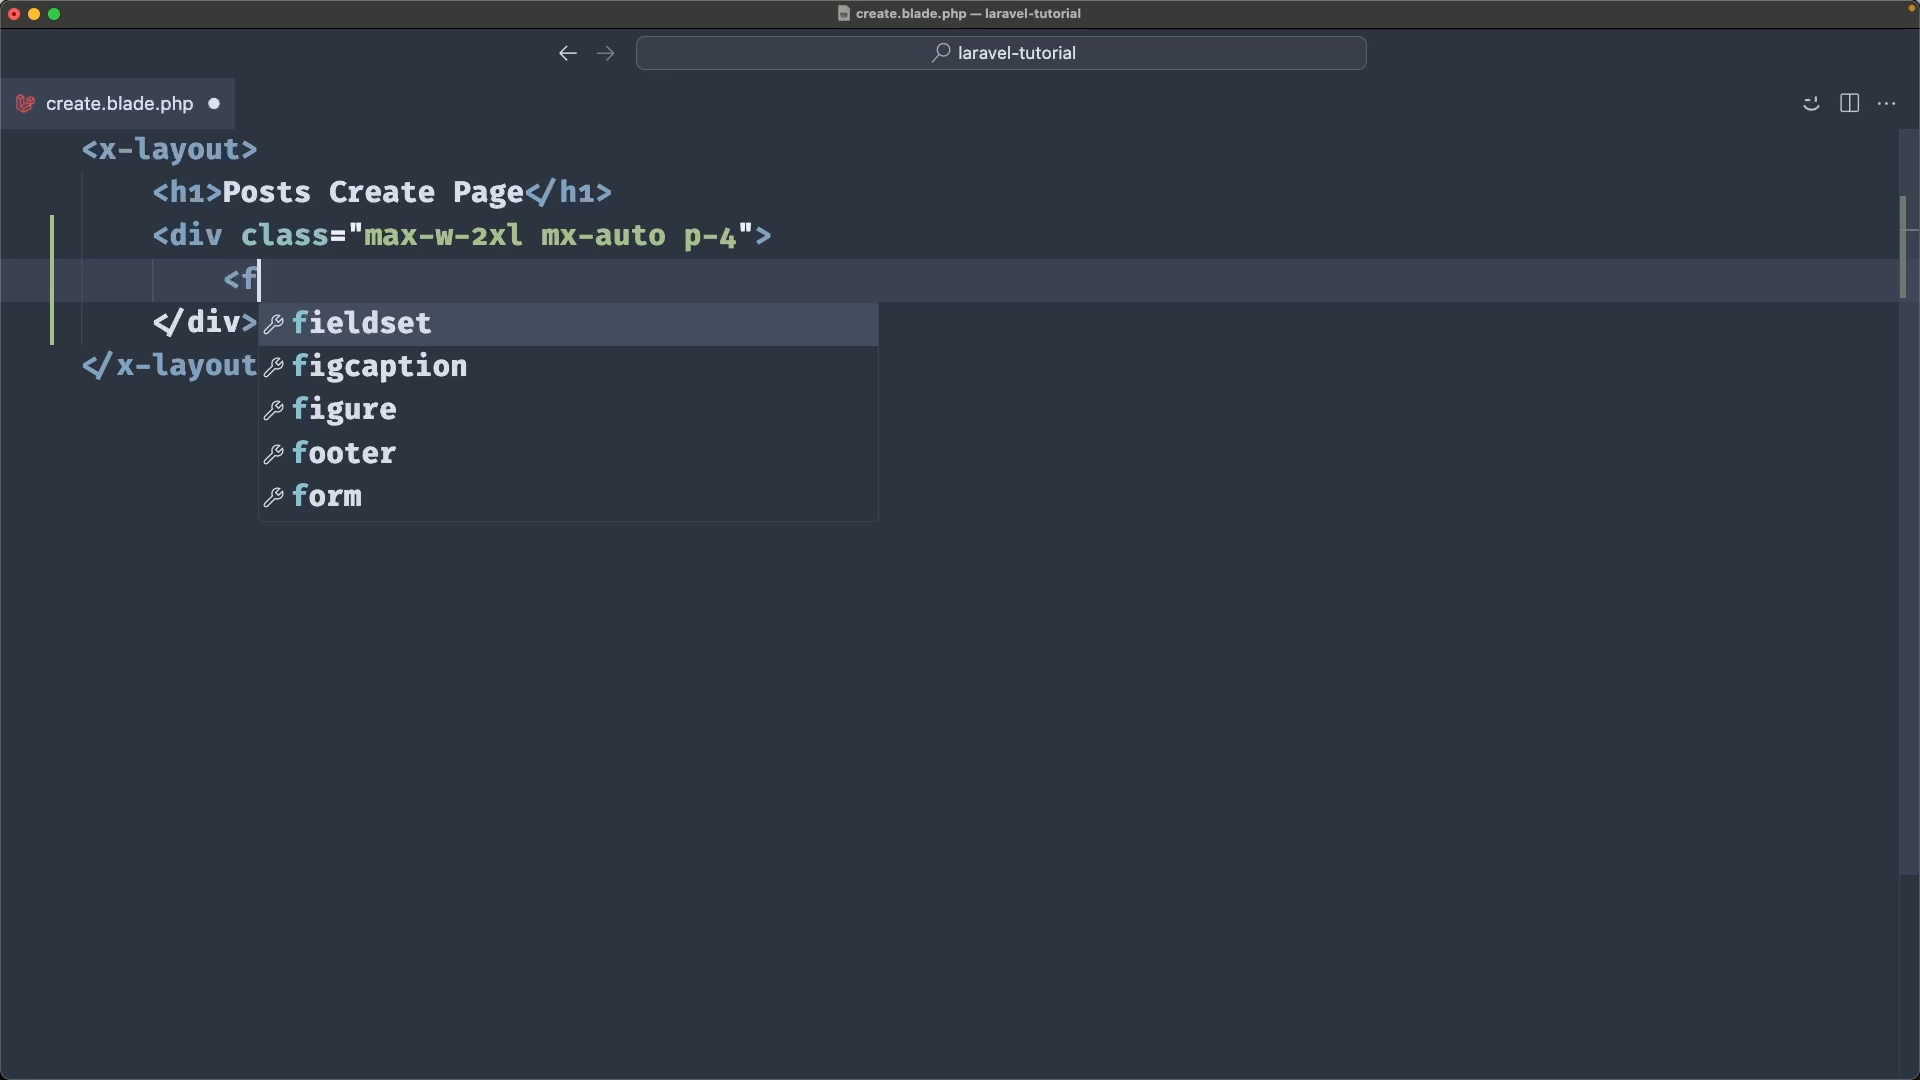 create.blade.php — laravel-tutorial
laravel-tutorial
create.blade.php
<x-layout>
<h1>Posts Create Page</h1>
<div class="max-w-2xl mx-auto p-4">
<f
</div>
</x-layout
fieldset
figcaption
figure
footer
form